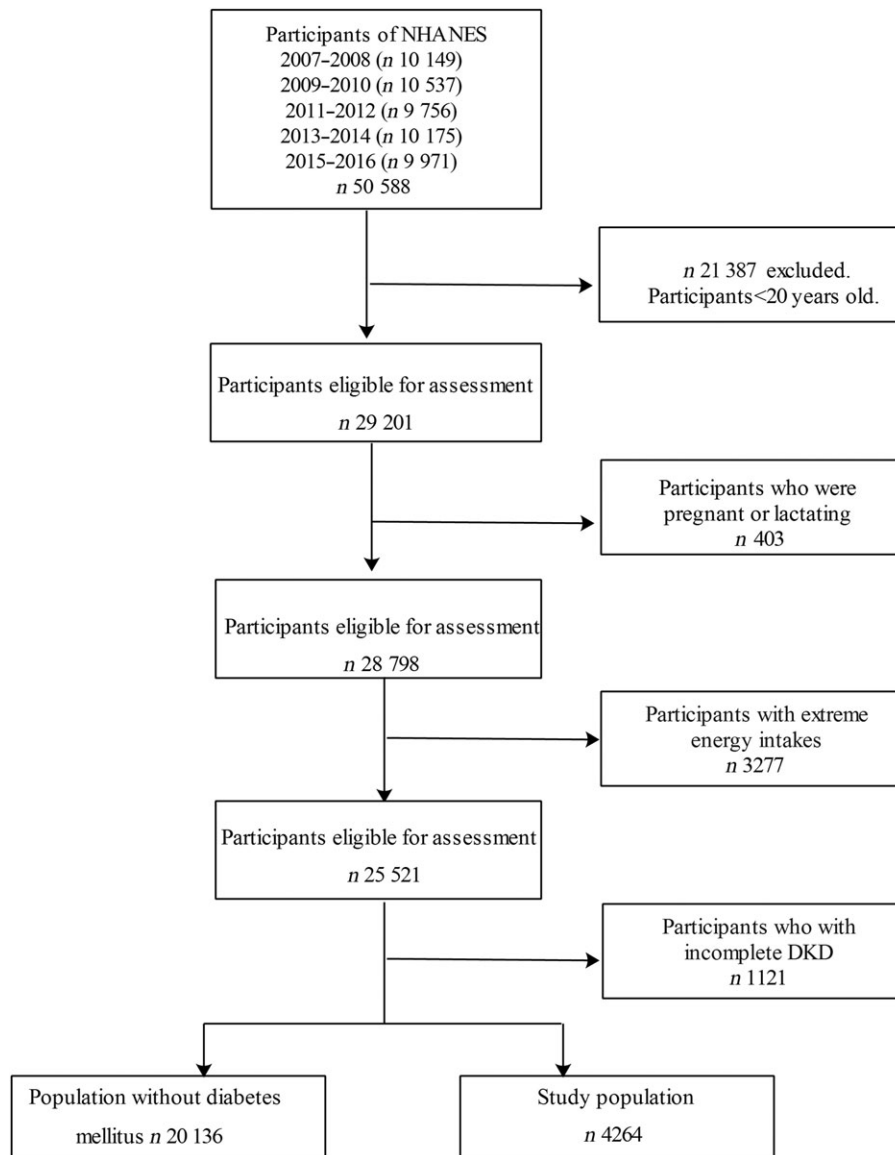 Participants of NHANES
2007–2008 (n 10 149)
2009–2010 (n 10 537)
2011–2012 (n 9 756)
2013–2014 (n 10 175)
2015–2016 (n 9 971)
n 50 588
n 21 387 excluded.
Participants<20 years old.
Participants eligible for assessment
n 29 201
Participants who were
pregnant or lactating
n 403
Participants eligible for assessment
n 28 798
Participants with extreme
energy intakes
n 3277
Participants eligible for assessment
n 25 521
Participants who with
incomplete DKD
n 1121
Population without diabetes
mellitus n 20 136
Study population
n 4264